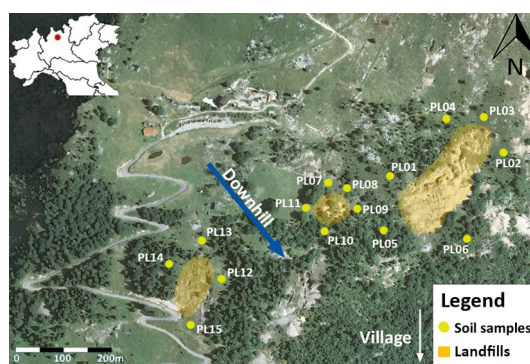 N
PL04
PL03
PL02
PL01
PL07
PL08
PL11
PL09
PL10
PL05
PL06
Downhill
PL13
PL14
PL12
PL15
0
100
200m
Village
Legend
Soil samples
Landfills